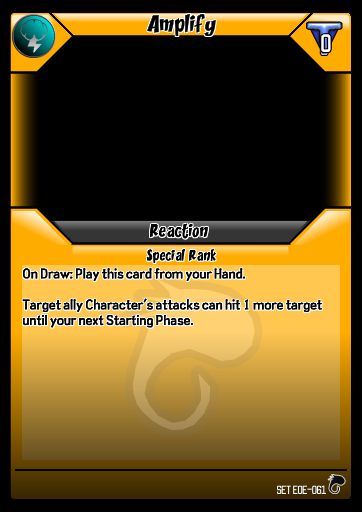 Amplify
0
Reaction
Special Rank
On Draw: Play this card from your Hand.
Target ally Character's attacks can hit 1 more target
until your next Starting Phase.
SET EOE-061